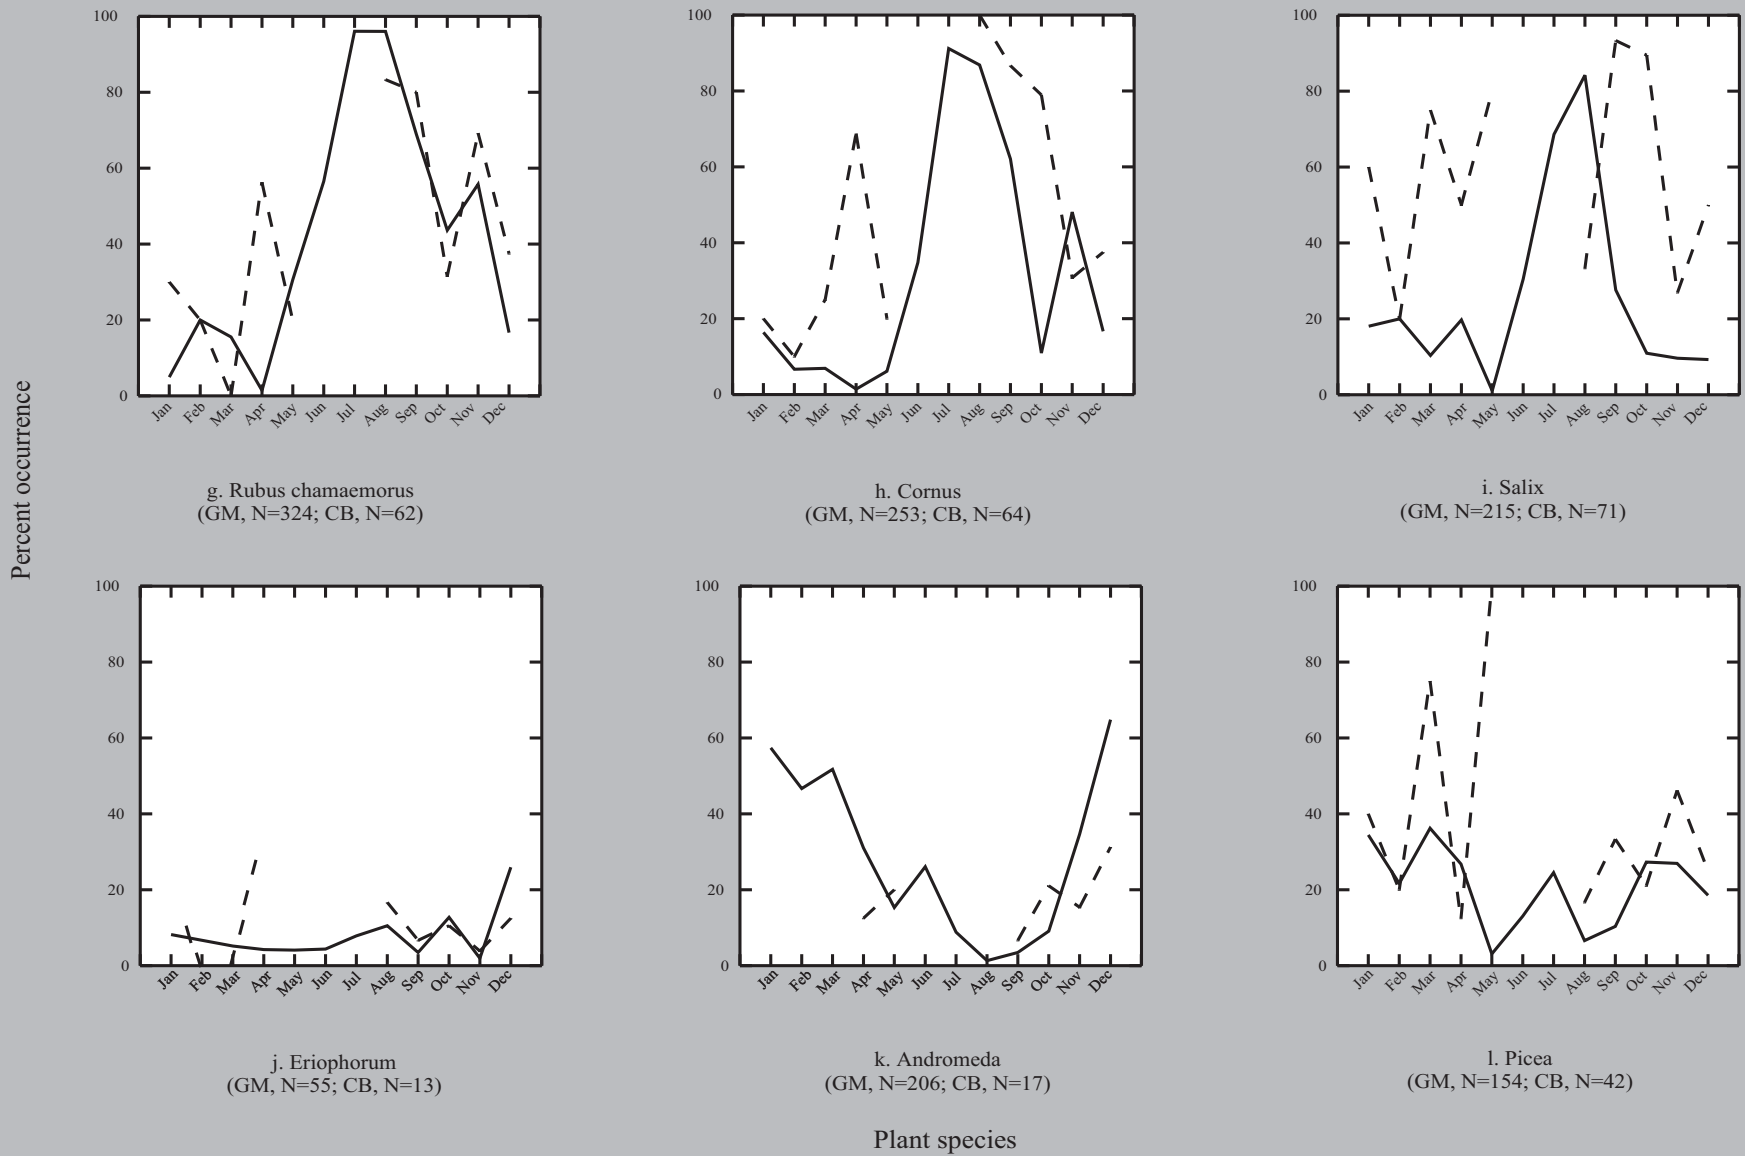 Percent occurrence
100
80
60
40
20
0
Jan Feb Mar Apr May Jun Jul Aug Sep Oct Nov Dec
g. Rubus chamaemorus
(GM, N=324; CB, N=62)
100
80
60
40
20
0
Jan Feb Mar Apr May Jun Jul Aug Sep Oct Nov Dec
h. Cornus
(GM, N=253; CB, N=64)
100
80
60
40
20
0
Jan Feb Mar Apr May Jun Jul Aug Sep Oct Nov Dec
i. Salix
(GM, N=215; CB, N=71)
100
80
60
40
20
0
Jan Feb Mar Apr May Jun Jul Aug Sep Oct Nov Dec
j. Eriophorum
(GM, N=55; CB, N=13)
100
80
60
40
20
0
Jan Feb Mar Apr May Jun Jul Aug Sep Oct Nov Dec
k. Andromeda
(GM, N=206; CB, N=17)
100
80
60
40
20
0
Jan Feb Mar Apr May Jun Jul Aug Sep Oct Nov Dec
l. Picea
(GM, N=154; CB, N=42)
Plant species